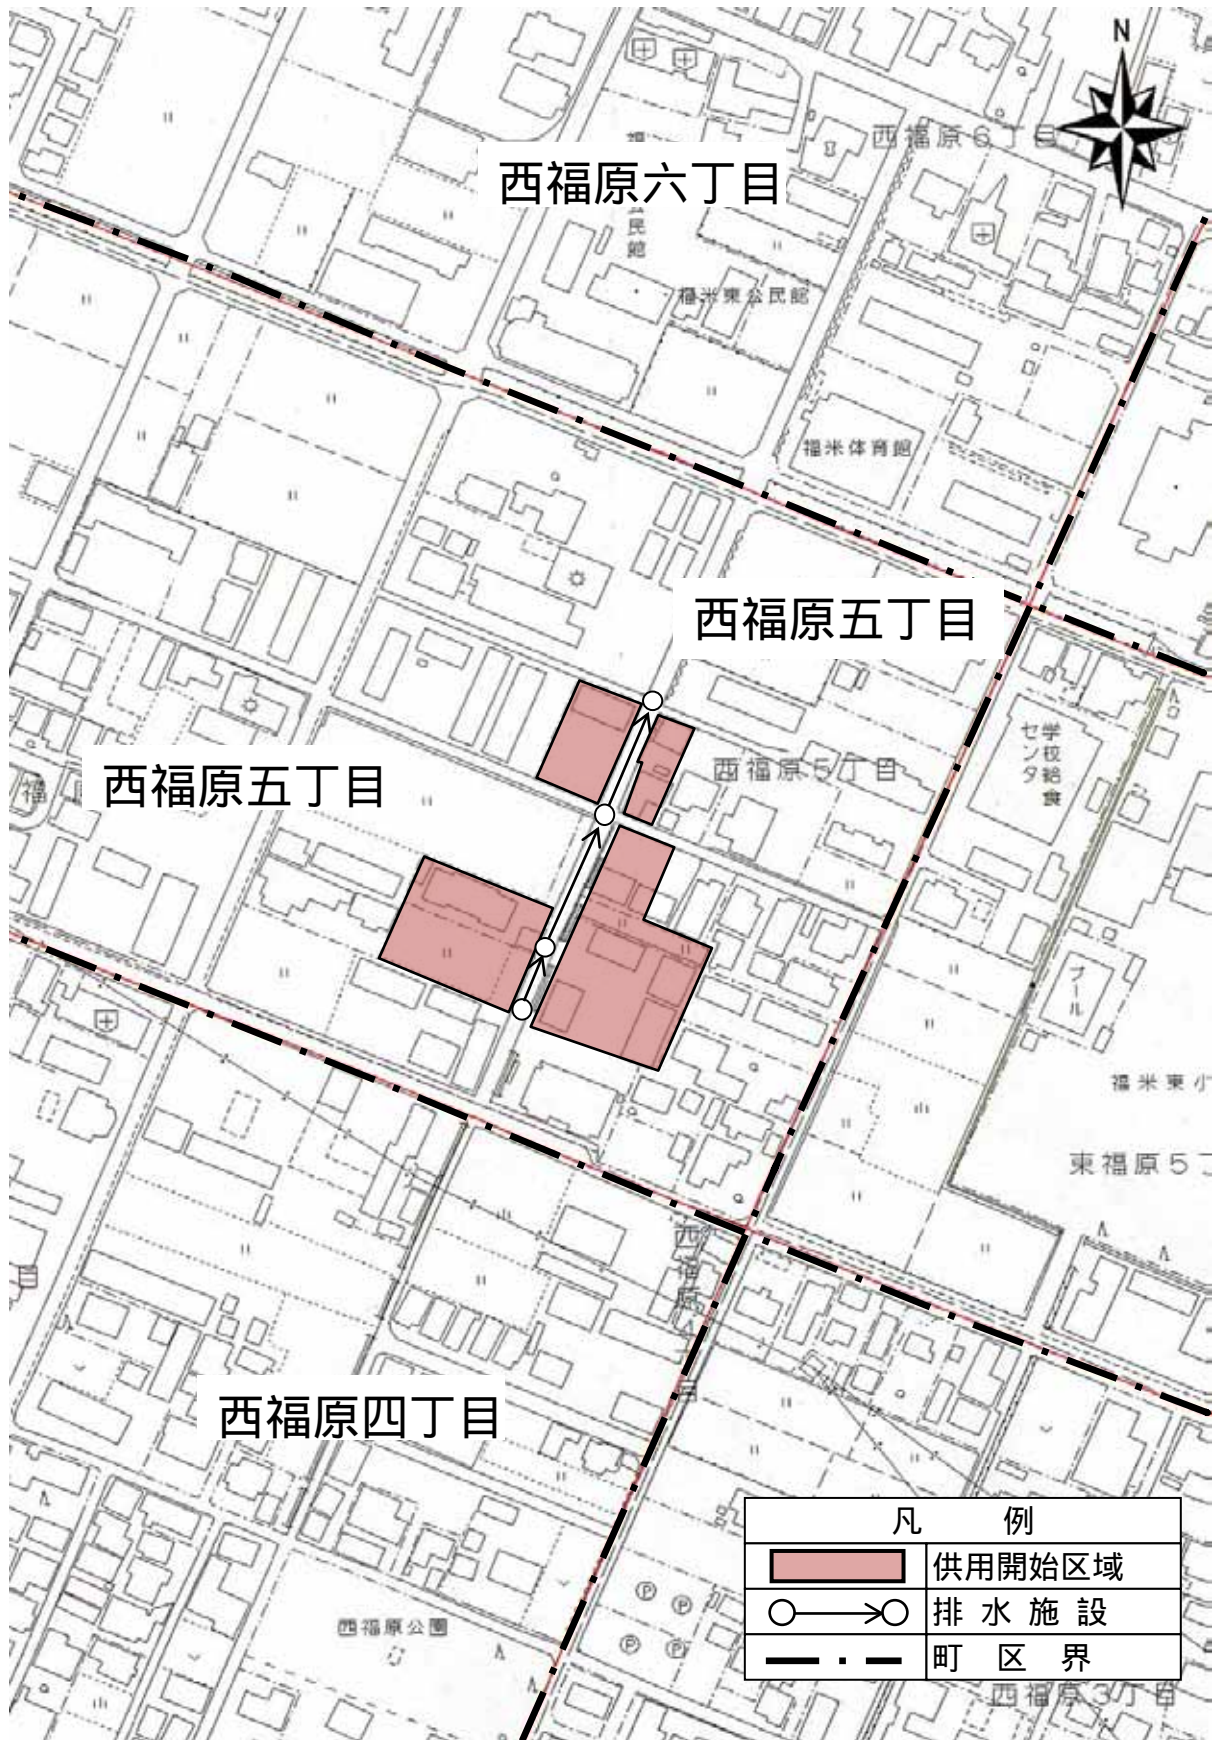 N
西福原6丁目
西福原六丁目
福米東公民館
福米体育館
西福原五丁目
学校給食
センタ
西福原5丁目
西福原五丁目
プール
福米東小
東福原5丁
西福原4丁目
西福原四丁目
凡 例
供用開始区域
排水施設
町区界
西福原公園
P
P
P
P
西福原3丁目